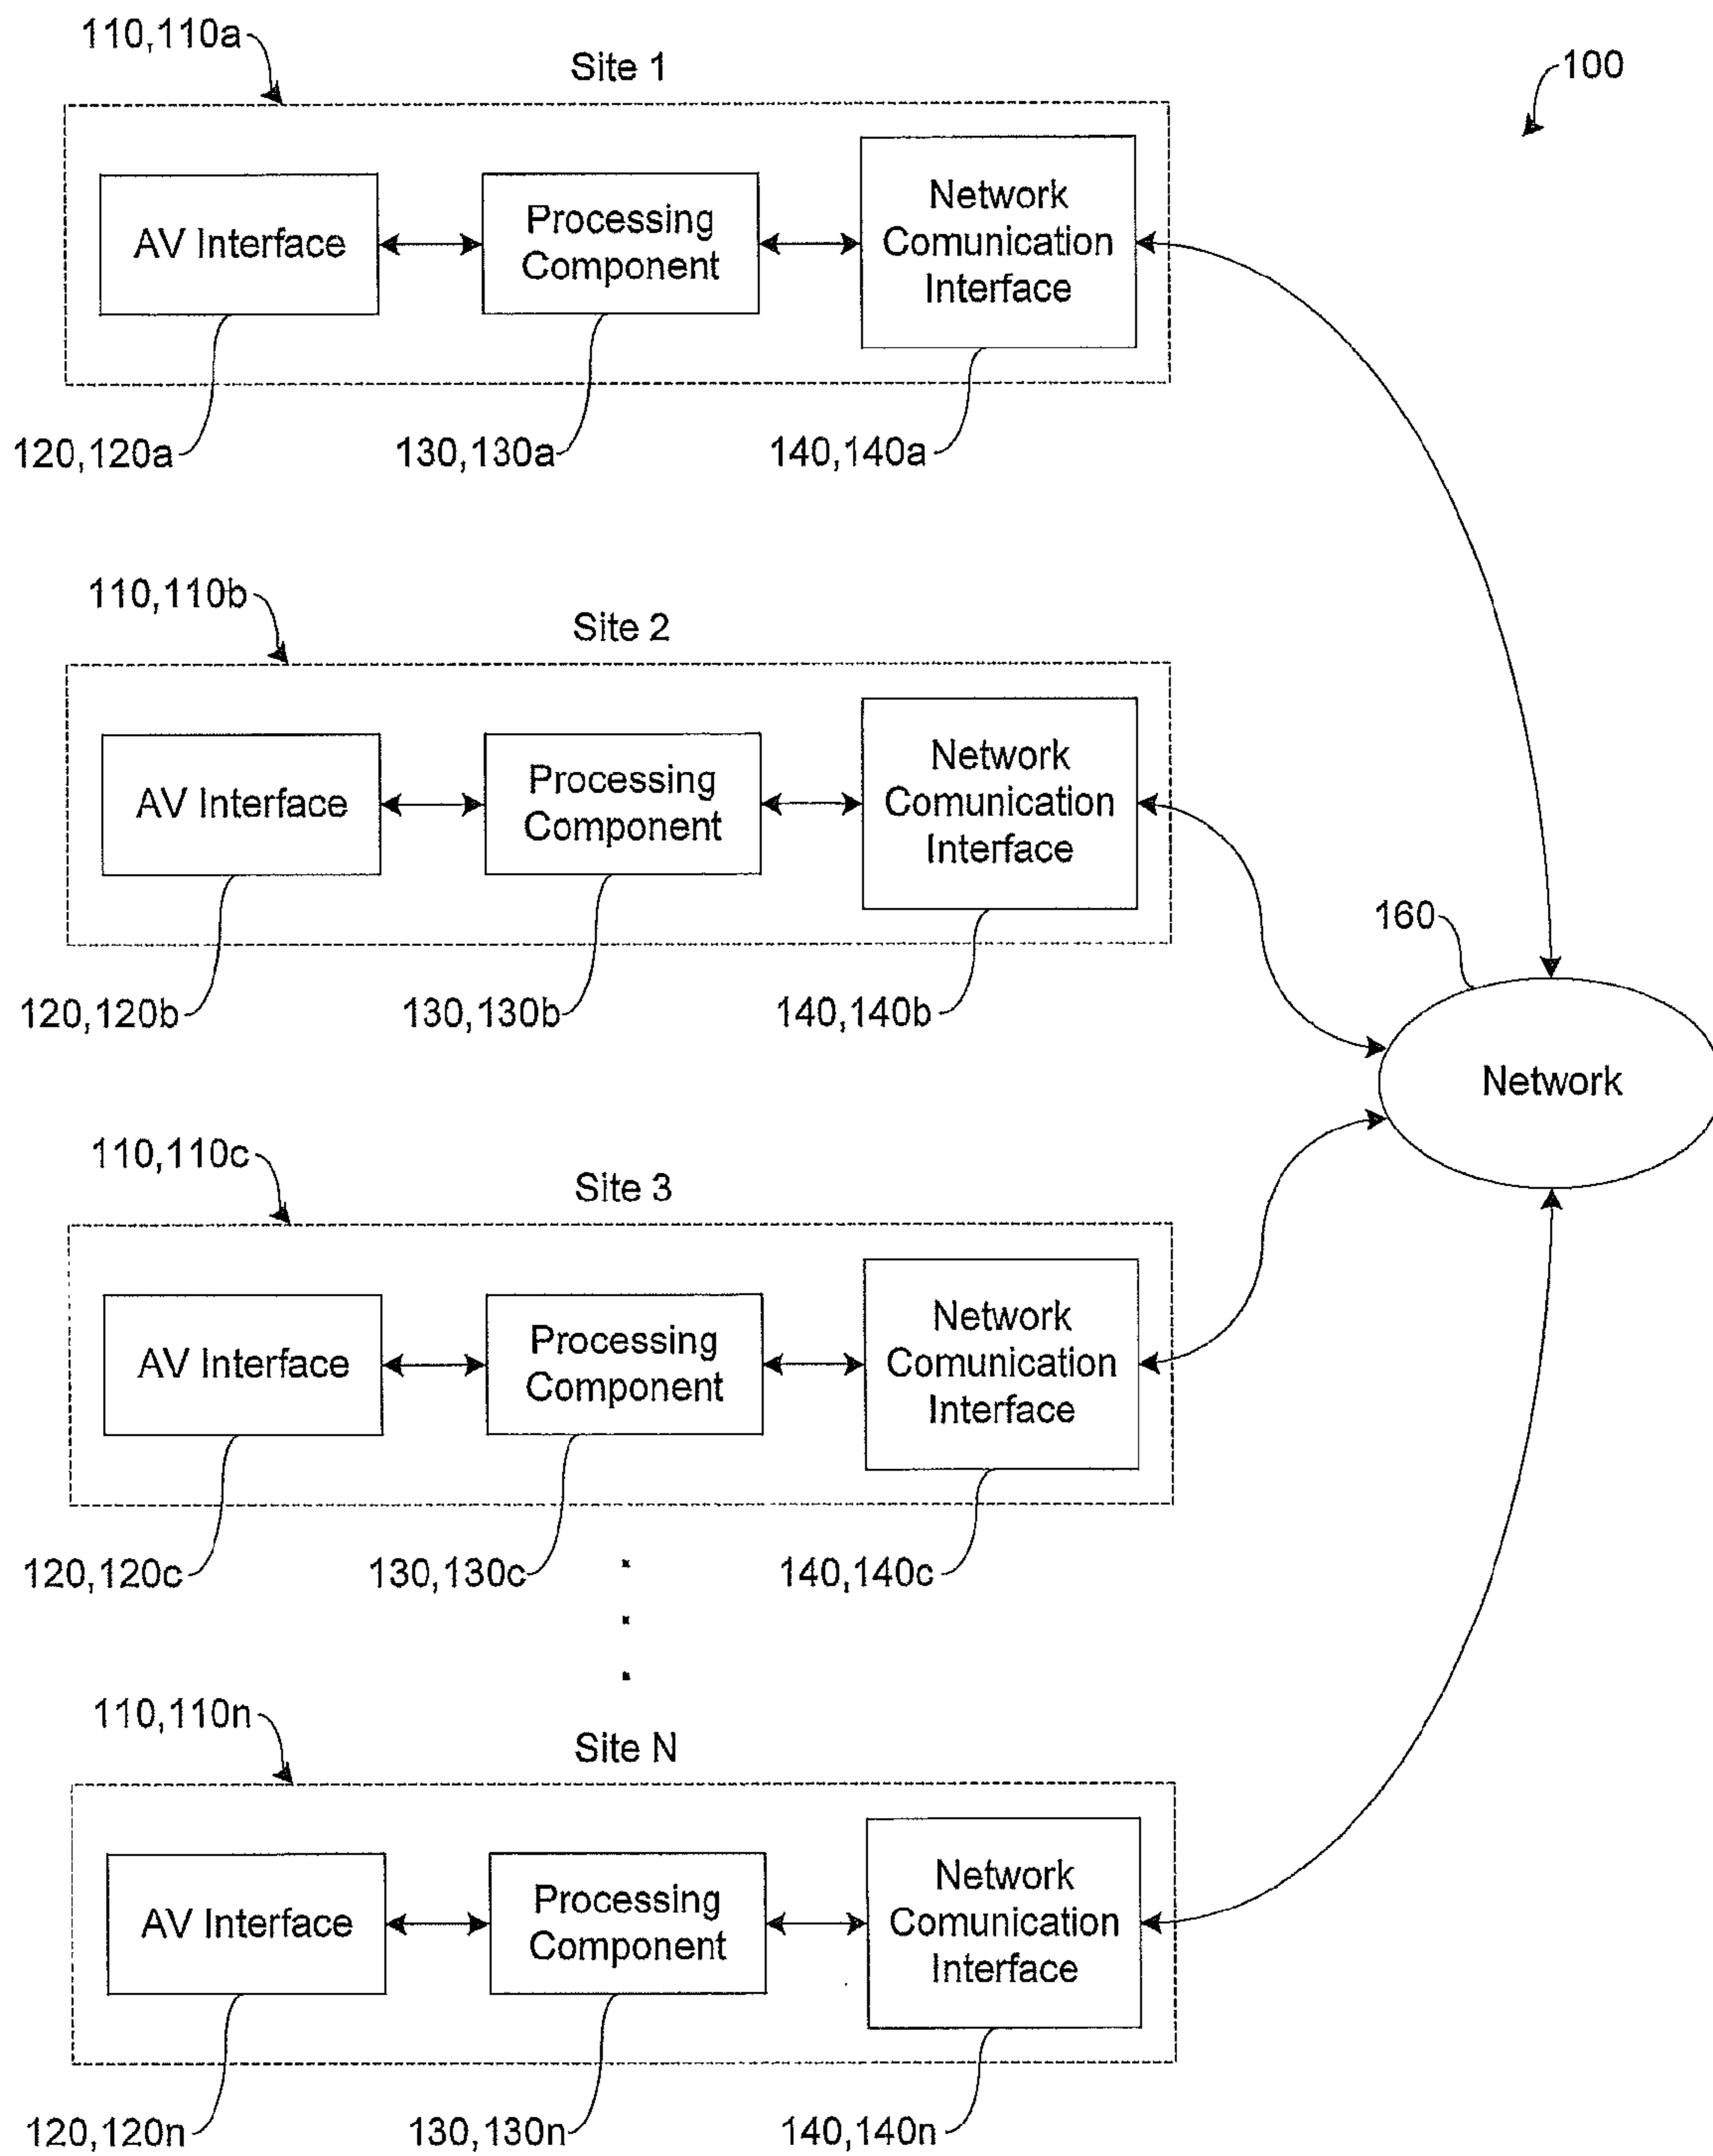 110,110a
Site 1
100
AV Interface
Processing
Component
Network
Comunication
Interface
120,120a
130,130a
140,140a
110,110b
Site 2
AV Interface
Processing
Component
Network
Comunication
Interface
120,120b
130,130b
140,140b
160
Network
110,110c
Site 3
AV Interface
Processing
Component
Network
Comunication
Interface
120,120c
130,130c
140,140c
110,110n
Site N
AV Interface
Processing
Component
Network
Comunication
Interface
120,120n
130,130n
140,140n